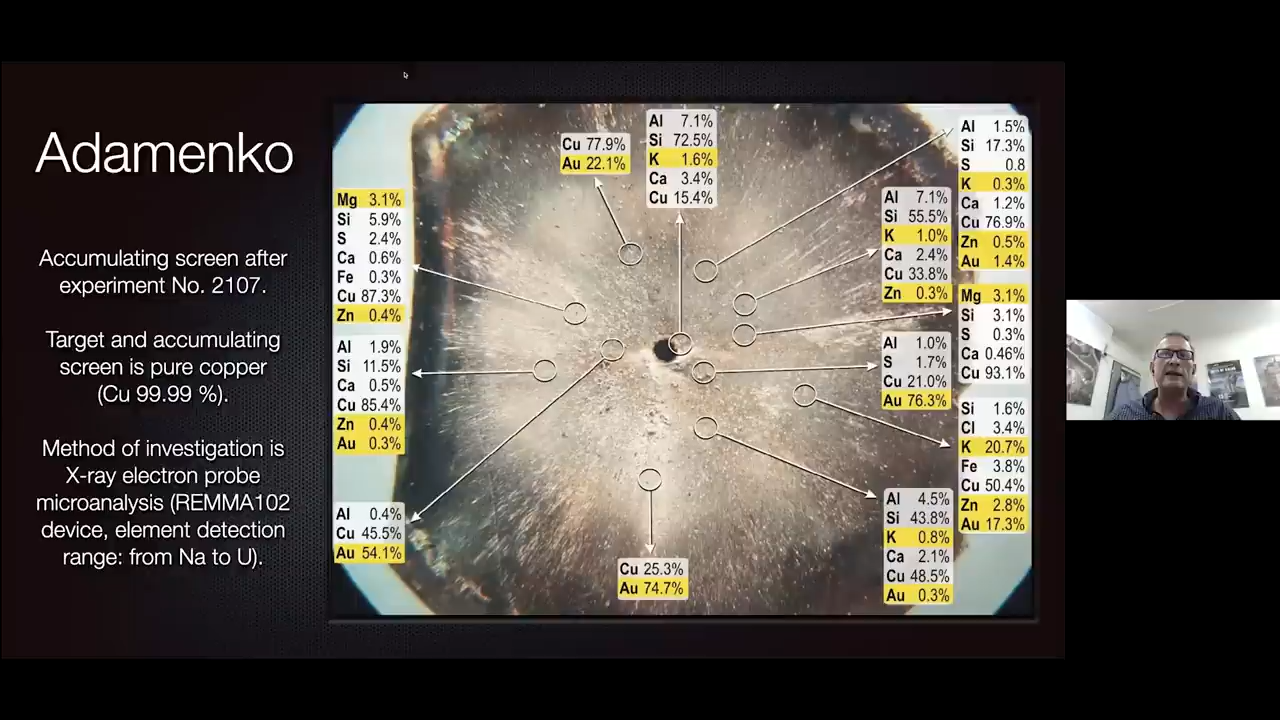 Adamenko
Accumulating screen after
experiment No. 2107.
Target and accumulating
screen is pure copper
(Cu 99.99 %).
Method of investigation is
X-ray electron probe
microanalysis (REMMA102
device, element detection
range: from Na to U).
Mg 3.1%
Si 5.9%
S 2.4%
Ca 0.6%
Fe 0.3%
Cu 87.3%
Zn 0.4%
Al 1.9%
Si 11.5%
Ca 0.5%
Cu 85.4%
Zn 0.4%
Au 0.3%
Al 0.4%
Cu 45.5%
Au 54.1%
Cu 77.9%
Au 22.1%
Al 7.1%
Si 72.5%
K 1.6%
Ca 3.4%
Cu 15.4%
Cu 25.3%
Au 74.7%
Al 7.1%
Si 55.5%
K 1.0%
Ca 2.4%
Cu 33.8%
Zn 0.3%
Al 1.0%
S 1.7%
Cu 21.0%
Au 76.3%
Al 4.5%
Si 43.8%
K 0.8%
Ca 2.1%
Cu 48.5%
Au 0.3%
Al 1.5%
Si 17.3%
S 0.8
K 0.3%
Ca 1.2%
Cu 76.9%
Zn 0.5%
Au 1.4%
Mg 3.1%
Si 3.1%
S 0.3%
Ca 0.46%
Cu 93.1%
Si 1.6%
Cl 3.4%
K 20.7%
Fe 3.8%
Cu 50.4%
Zn 2.8%
Au 17.3%